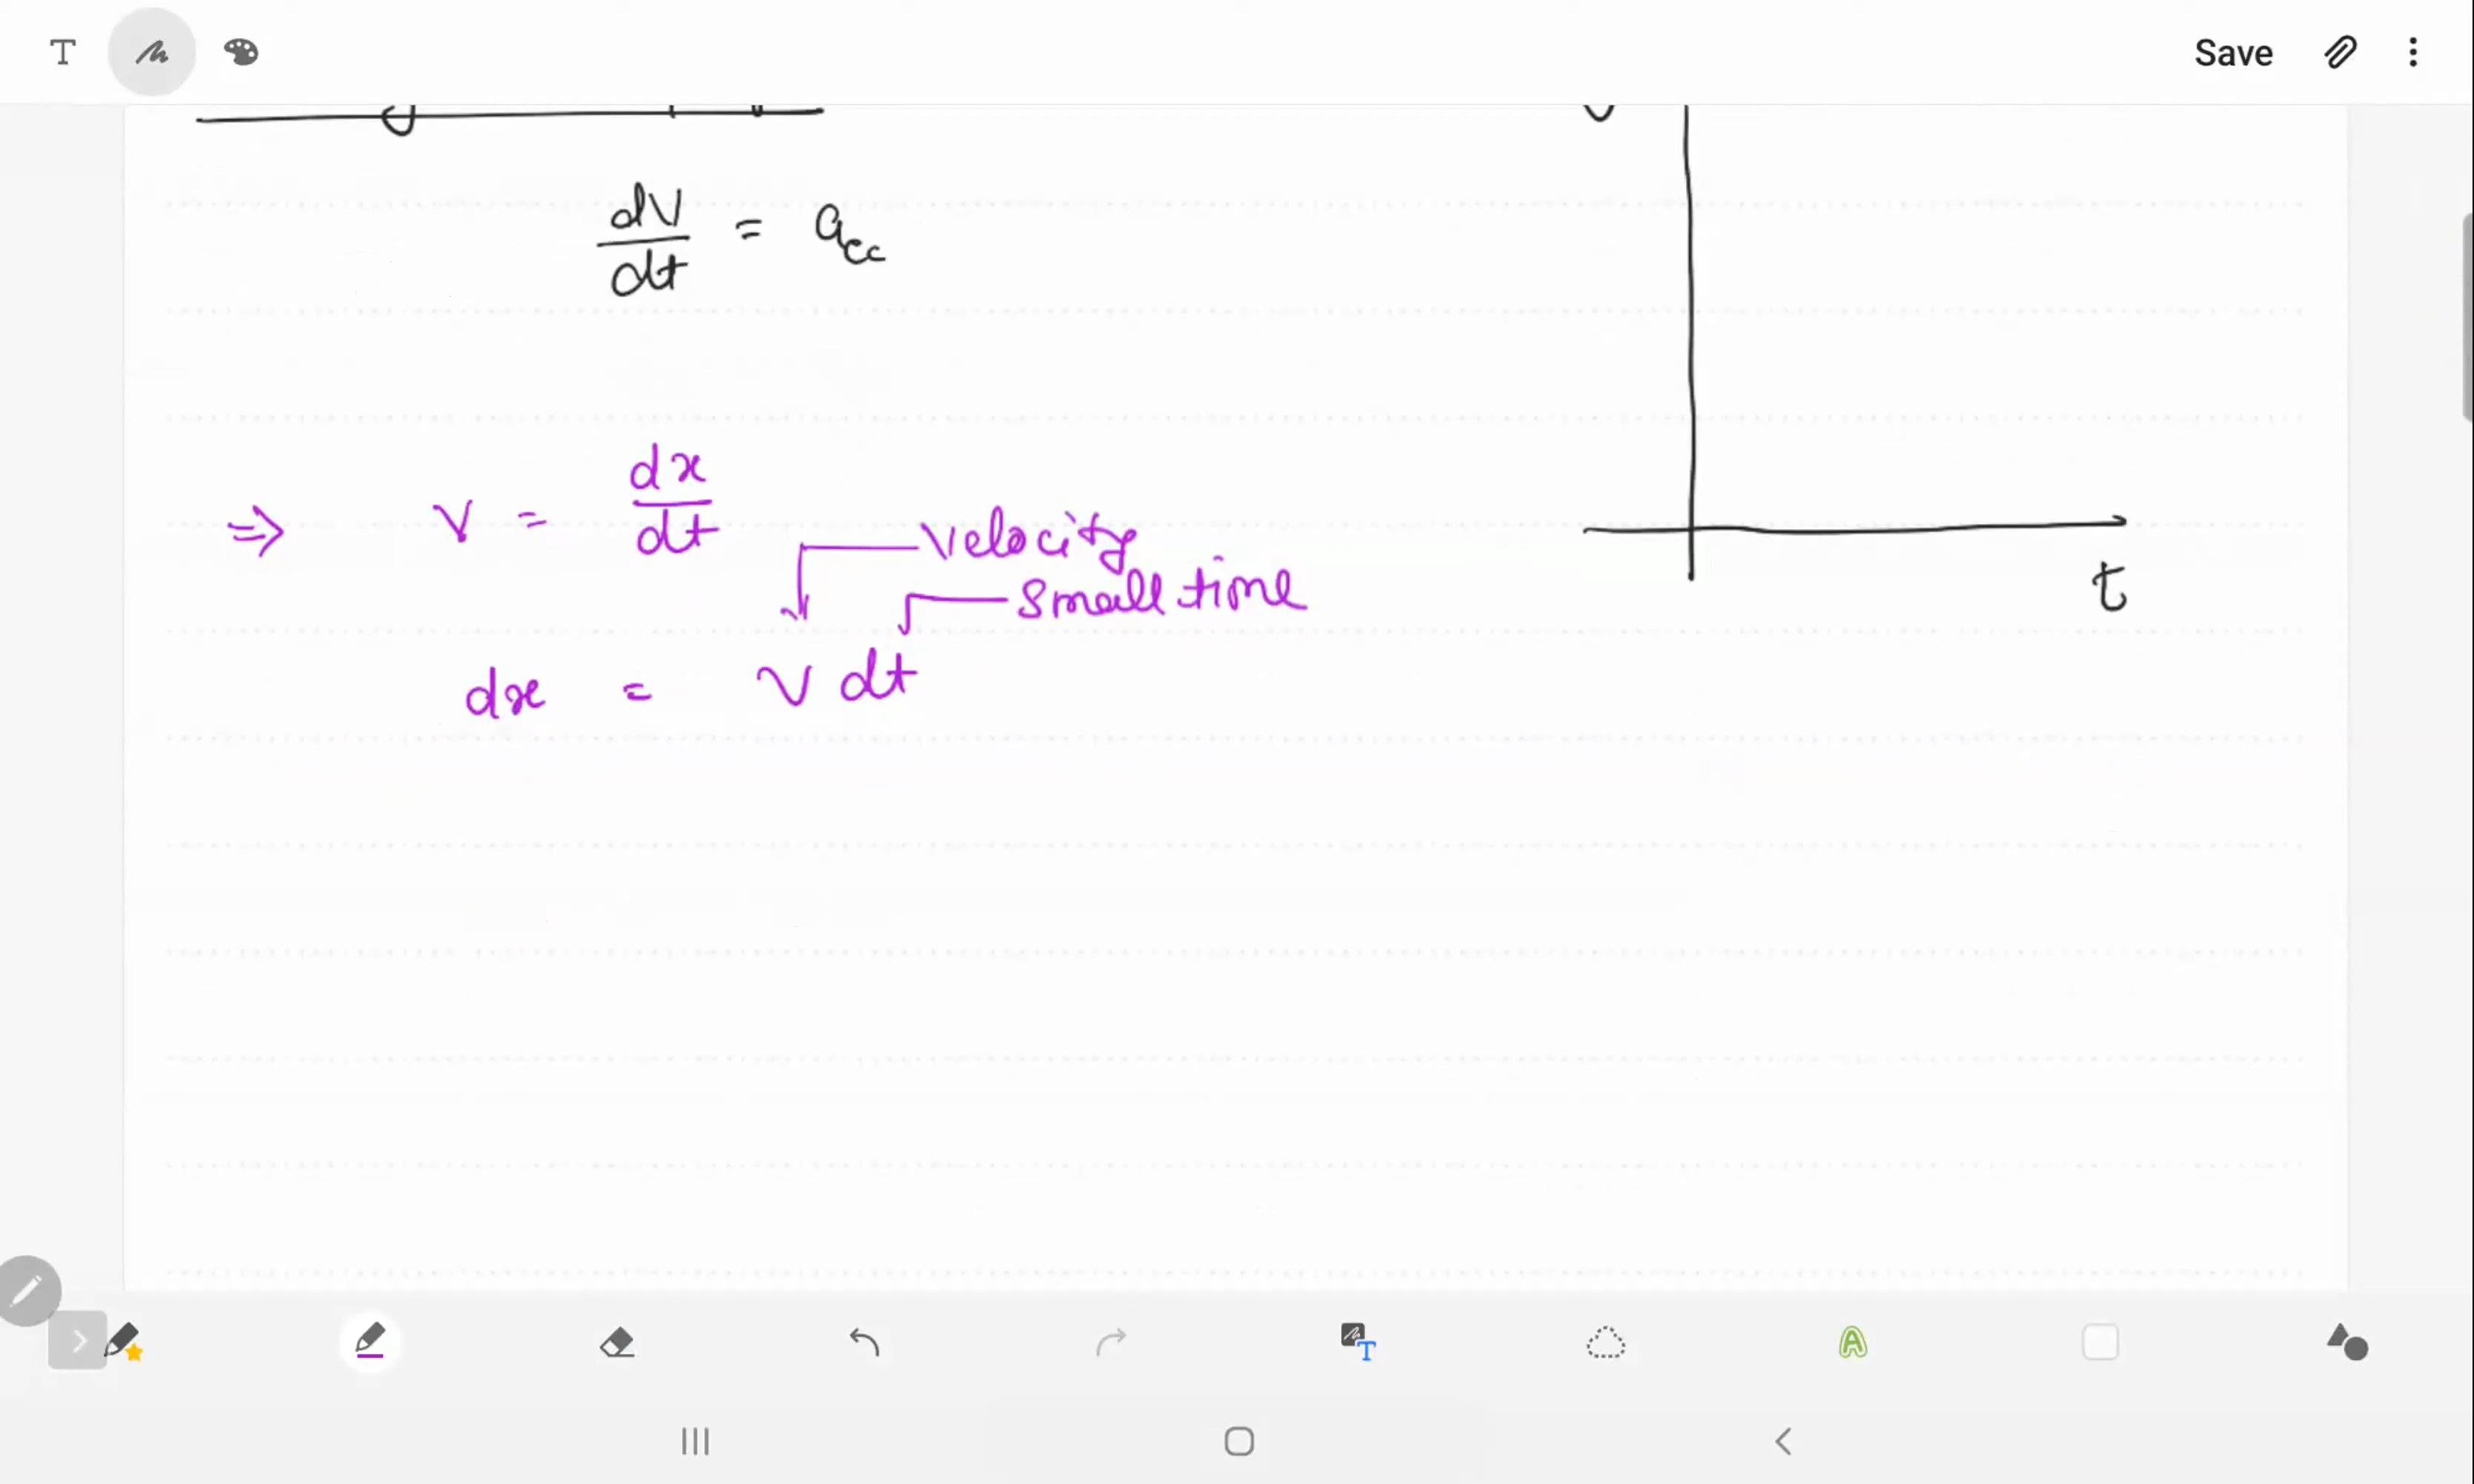 Save
dV/dt = acc
⇒ v = dx/dt
velocity
small time
t
dx = v dt